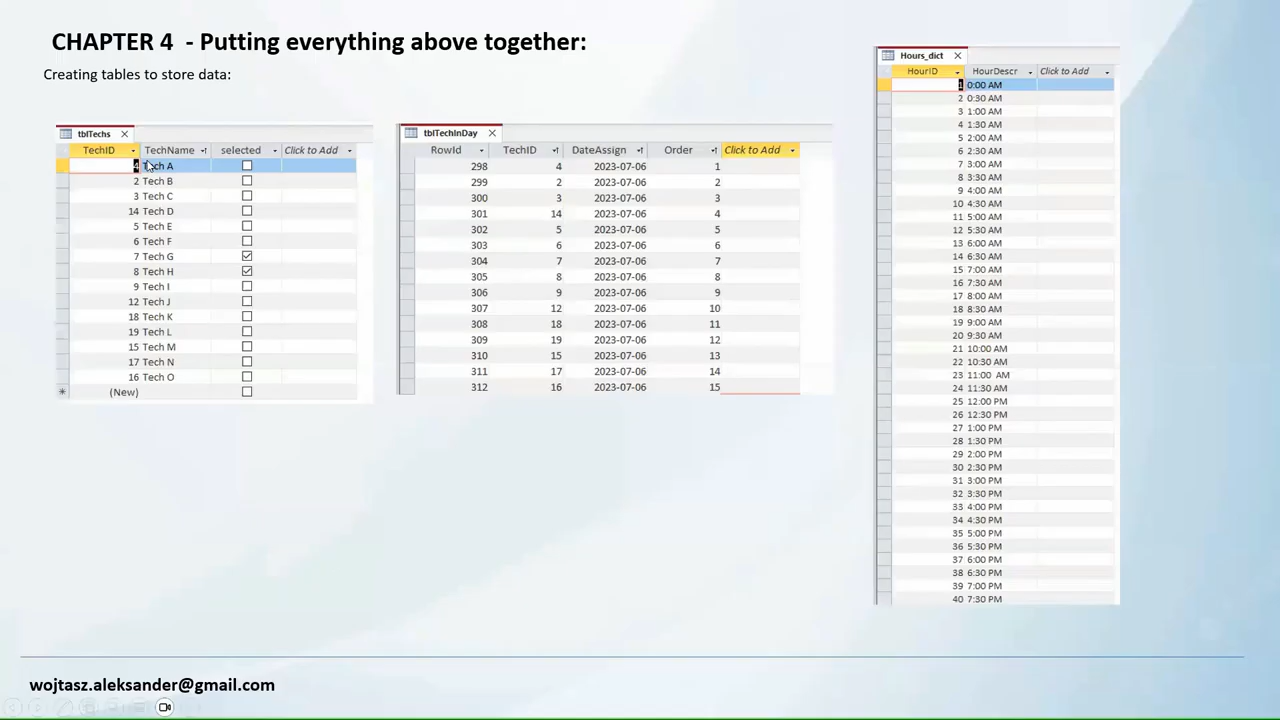 CHAPTER 4 - Putting everything above together:
Creating tables to store data:
tblTechs
TechID TechName selected Click to Add
4 Tech A
2 Tech B
3 Tech C
14 Tech D
5 Tech E
6 Tech F
7 Tech G
8 Tech H
9 Tech I
12 Tech J
18 Tech K
19 Tech L
15 Tech M
17 Tech N
16 Tech O
(New)
tblTechInDay
RowId TechID DateAssign Order Click to Add
298 4 2023-07-06 1
299 2 2023-07-06 2
300 3 2023-07-06 3
301 14 2023-07-06 4
302 5 2023-07-06 5
303 6 2023-07-06 6
304 7 2023-07-06 7
305 8 2023-07-06 8
306 9 2023-07-06 9
307 12 2023-07-06 10
308 18 2023-07-06 11
309 19 2023-07-06 12
310 15 2023-07-06 13
311 17 2023-07-06 14
312 16 2023-07-06 15
Hours_dict
HourID HourDescr Click to Add
1 0:00 AM
2 0:30 AM
3 1:00 AM
4 1:30 AM
5 2:00 AM
6 2:30 AM
7 3:00 AM
8 3:30 AM
9 4:00 AM
10 4:30 AM
11 5:00 AM
12 5:30 AM
13 6:00 AM
14 6:30 AM
15 7:00 AM
16 7:30 AM
17 8:00 AM
18 8:30 AM
19 9:00 AM
20 9:30 AM
21 10:00 AM
22 10:30 AM
23 11:00 AM
24 11:30 AM
25 12:00 PM
26 12:30 PM
27 1:00 PM
28 1:30 PM
29 2:00 PM
30 2:30 PM
31 3:00 PM
32 3:30 PM
33 4:00 PM
34 4:30 PM
35 5:00 PM
36 5:30 PM
37 6:00 PM
38 6:30 PM
39 7:00 PM
40 7:30 PM
wojtasz.aleksander@gmail.com